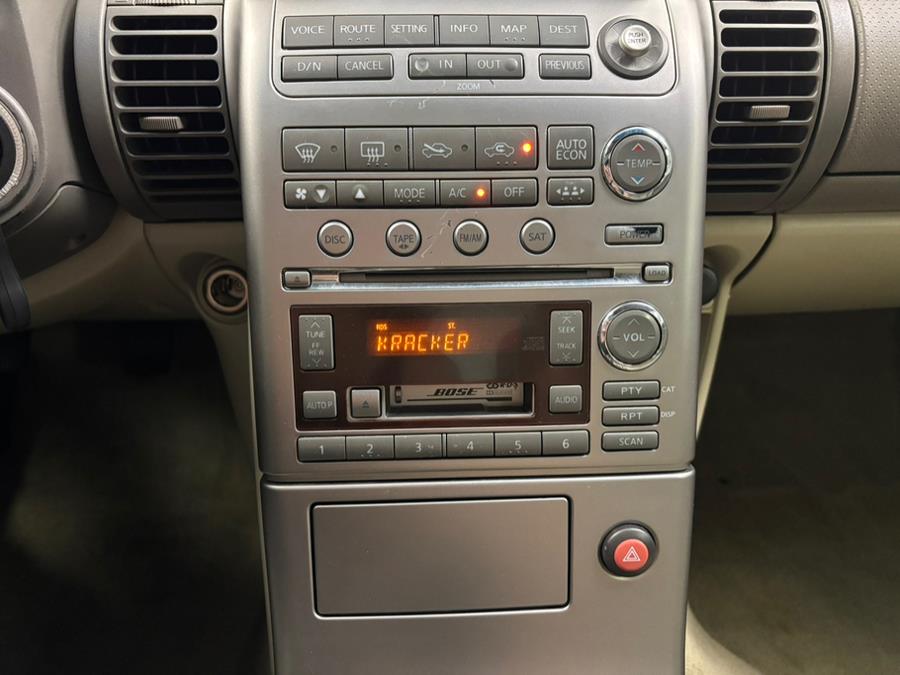 VOICE ROUTE SETTING INFO MAP DEST
PUSH
ENTER
D/N CANCEL IN OUT PREVIOUS
ZOOM
AUTO
ECON
TEMP
MODE A/C OFF
DISC TAPE FM/AM SAT
POWER
LOAD
TUNE
FF
REW
RDS ST.
KRACKER
SEEK
TRACK
VOL
AUTO P
BOSE
AUDIO
PTY CAT
RPT DISP
SCAN
1 2 3 4 5 6